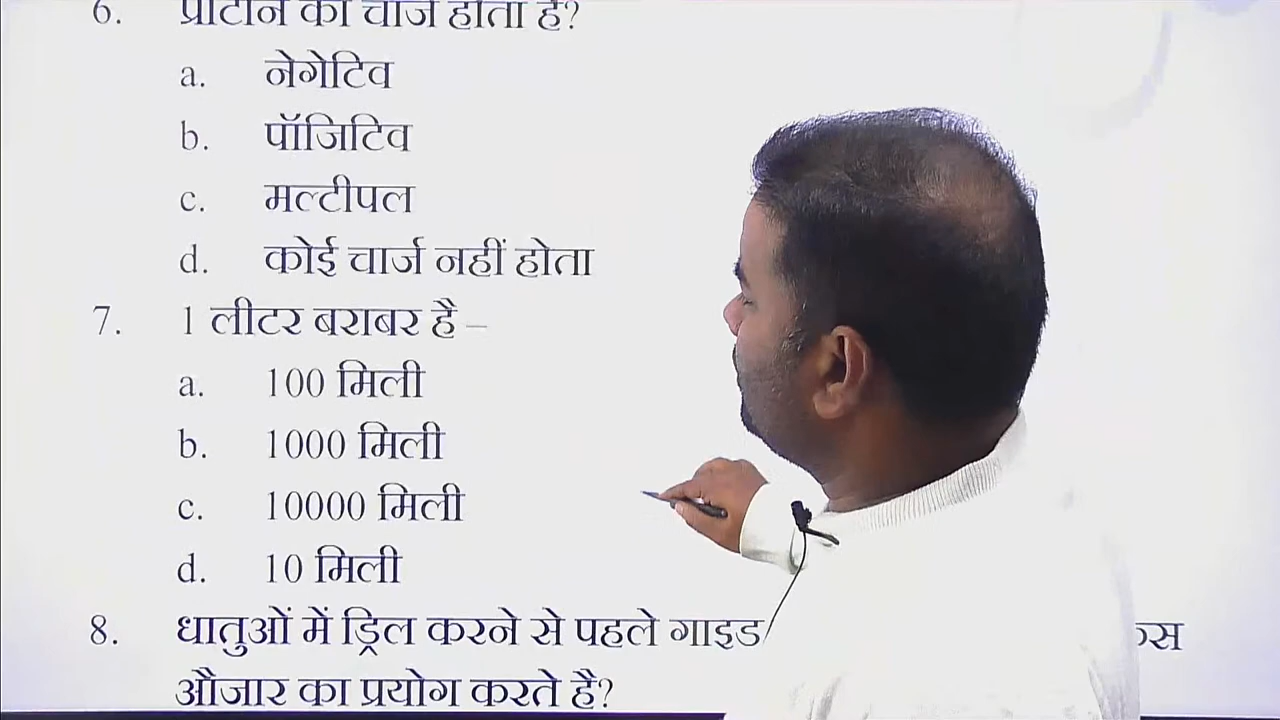 6. प्रोटोन का चार्ज होता है?
a. नेगेटिव
b. पॉजिटिव
c. मल्टीपल
d. कोई चार्ज नहीं होता
7. 1 लीटर बराबर है –
a. 100 मिली
b. 1000 मिली
c. 10000 मिली
d. 10 मिली
8. धातुओं में ड्रिल करने से पहले गाइड
औजार का प्रयोग करते है?